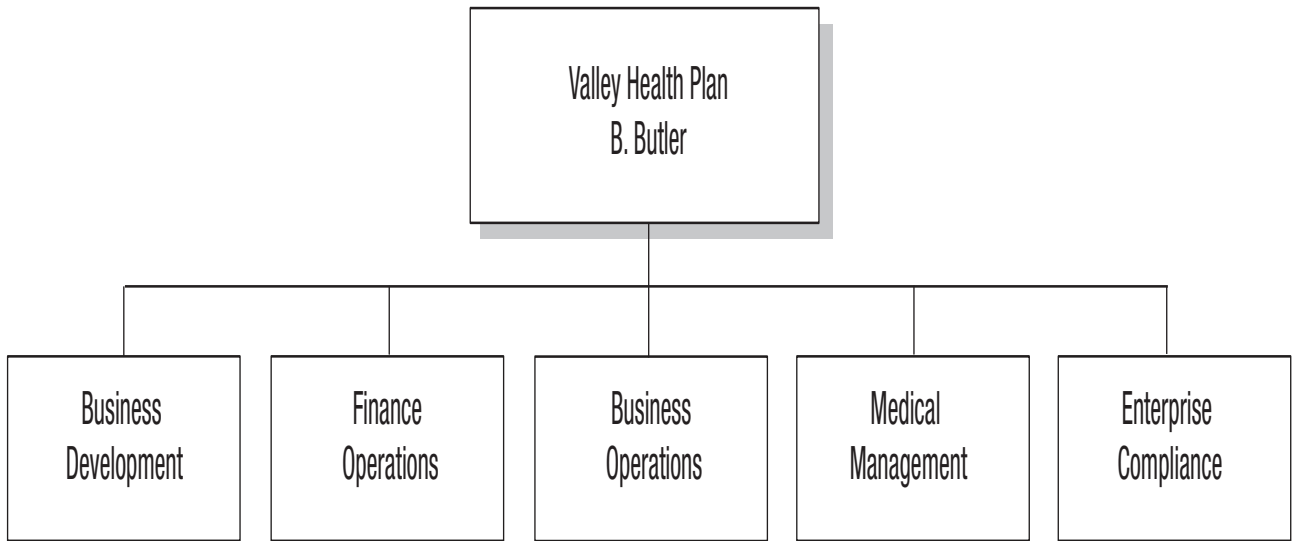 Valley Health Plan
B. Butler
Business
Development
Finance
Operations
Business
Operations
Medical
Management
Enterprise
Compliance